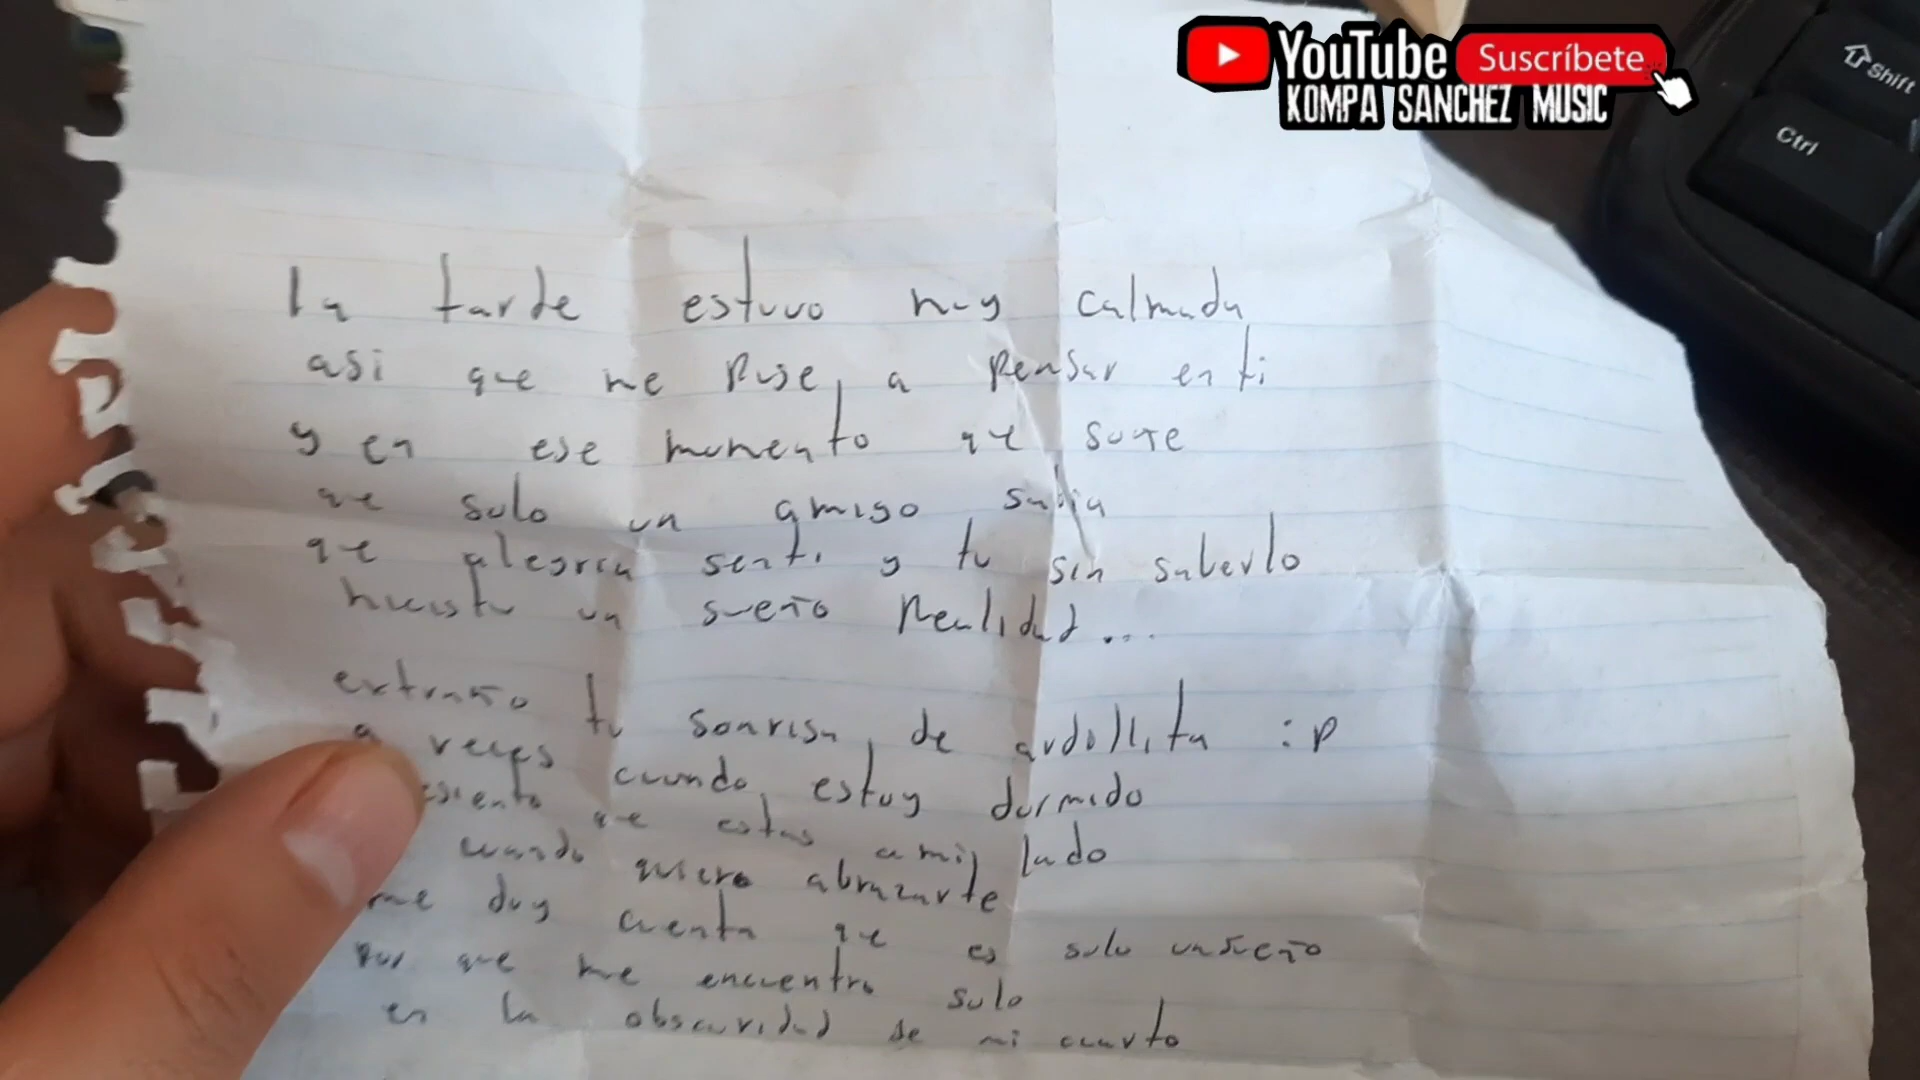 YouTube Suscríbete
KOMPA SANCHEZ MUSIC
Shift
Ctrl
la tarde estuvo muy calmada
asi que me puse a pensar en ti
y en ese momento que
que solo un amigo sabia
que alegria senti y tu sin saberlo
hiciste un sueño realidad...
extraño tu sonrisa de ardillita :p
a veces cuando estoy dormido
siento que estas a mi lado
cuando quiero abrazarte
me doy cuenta que es solo un sueño
por que me encuentro solo
en la obscuridad de mi cuarto